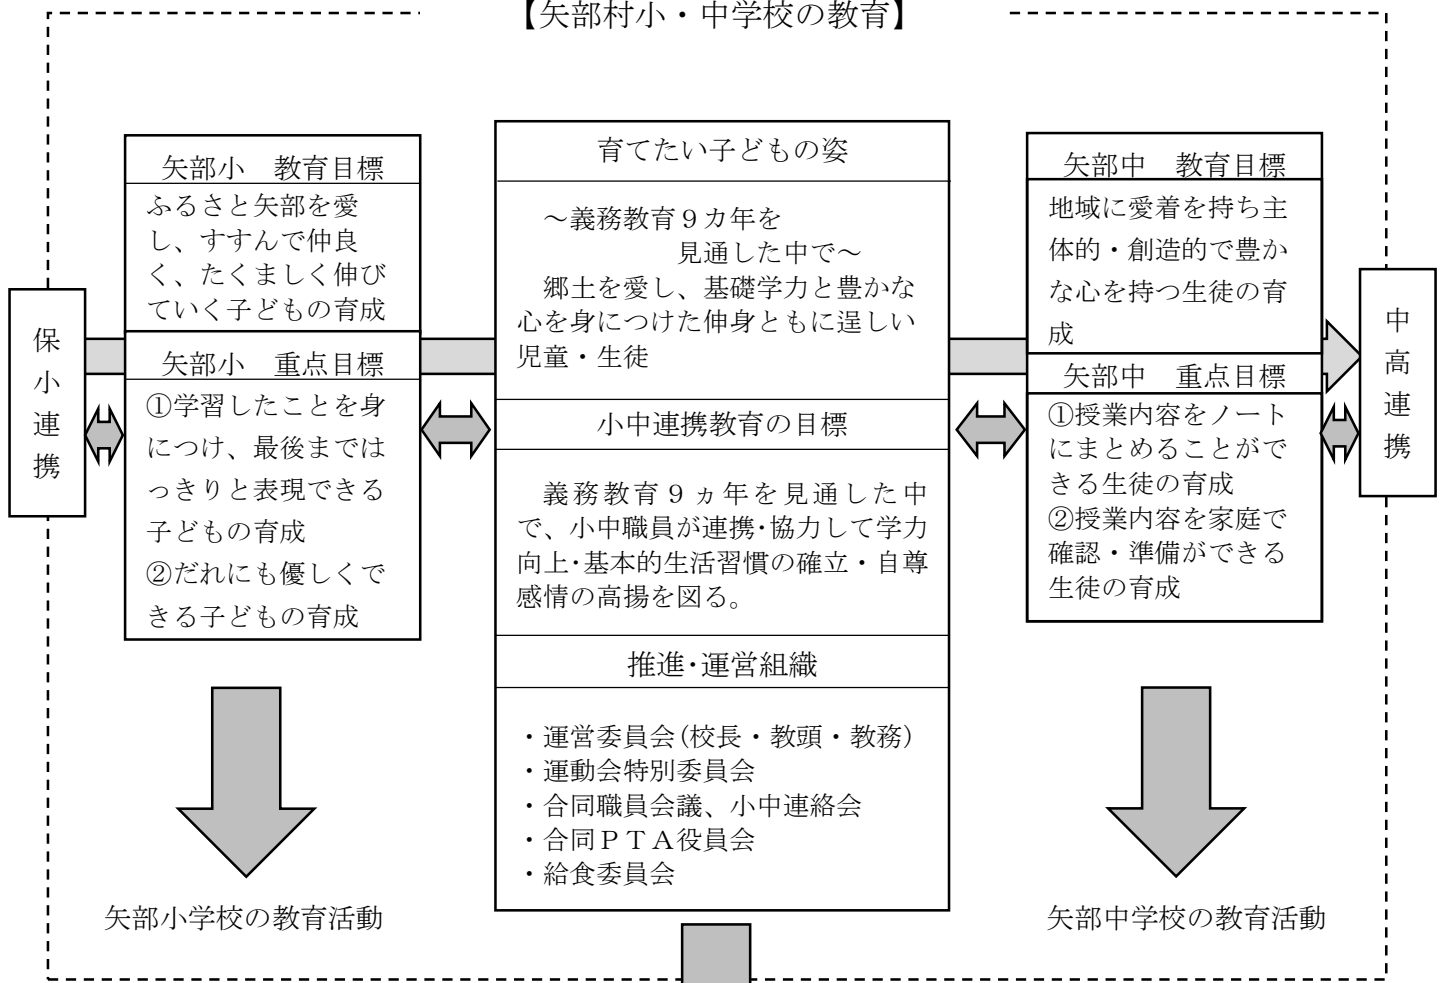 【矢部村小・中学校の教育】
保小連携
矢部小　教育目標
ふるさと矢部を愛
し、すすんで仲良
く、たくましく伸び
ていく子どもの育成
矢部小　重点目標
①学習したことを身
につけ、最後までは
っきりと表現できる
子どもの育成
②だれにも優しくで
きる子どもの育成
矢部小学校の教育活動
育てたい子どもの姿
～義務教育９カ年を
見通した中で～
郷土を愛し、基礎学力と豊かな
心を身につけた伸身ともに逞しい
児童・生徒
小中連携教育の目標
義務教育９ヵ年を見通した中
で、小中職員が連携・協力して学力
向上・基本的生活習慣の確立・自尊
感情の高揚を図る。
推進・運営組織
・運営委員会(校長・教頭・教務)
・運動会特別委員会
・合同職員会議、小中連絡会
・合同ＰＴＡ役員会
・給食委員会
矢部中　教育目標
地域に愛着を持ち主
体的・創造的で豊か
な心を持つ生徒の育
成
矢部中　重点目標
①授業内容をノート
にまとめることがで
きる生徒の育成
②授業内容を家庭で
確認・準備ができる
生徒の育成
矢部中学校の教育活動
中高連携